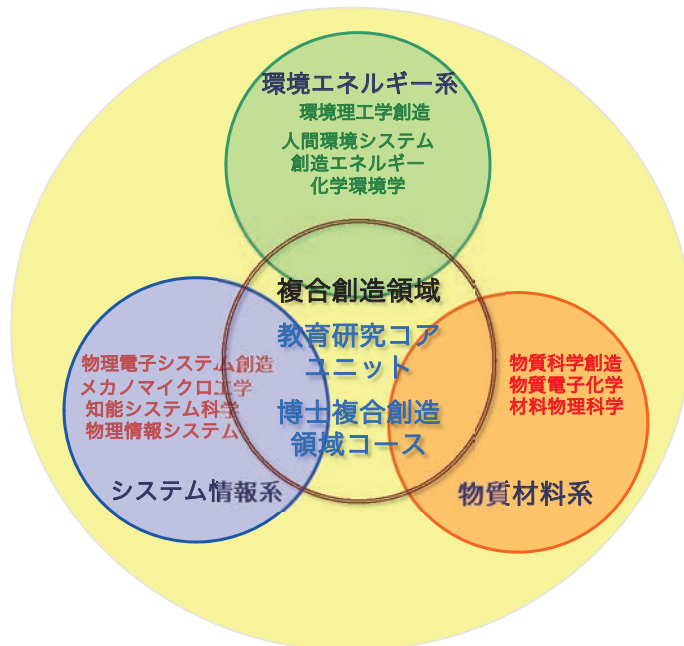 環境エネルギー系
環境理工学創造
人間環境システム
創造エネルギー
化学環境学
複合創造領域
教育研究コア
ユニット
博士複合創造
領域コース
物理電子システム創造
メカノマイクロ工学
知能システム科学
物理情報システム
システム情報系
物質科学創造
物質電子化学
材料物理科学
物質材料系